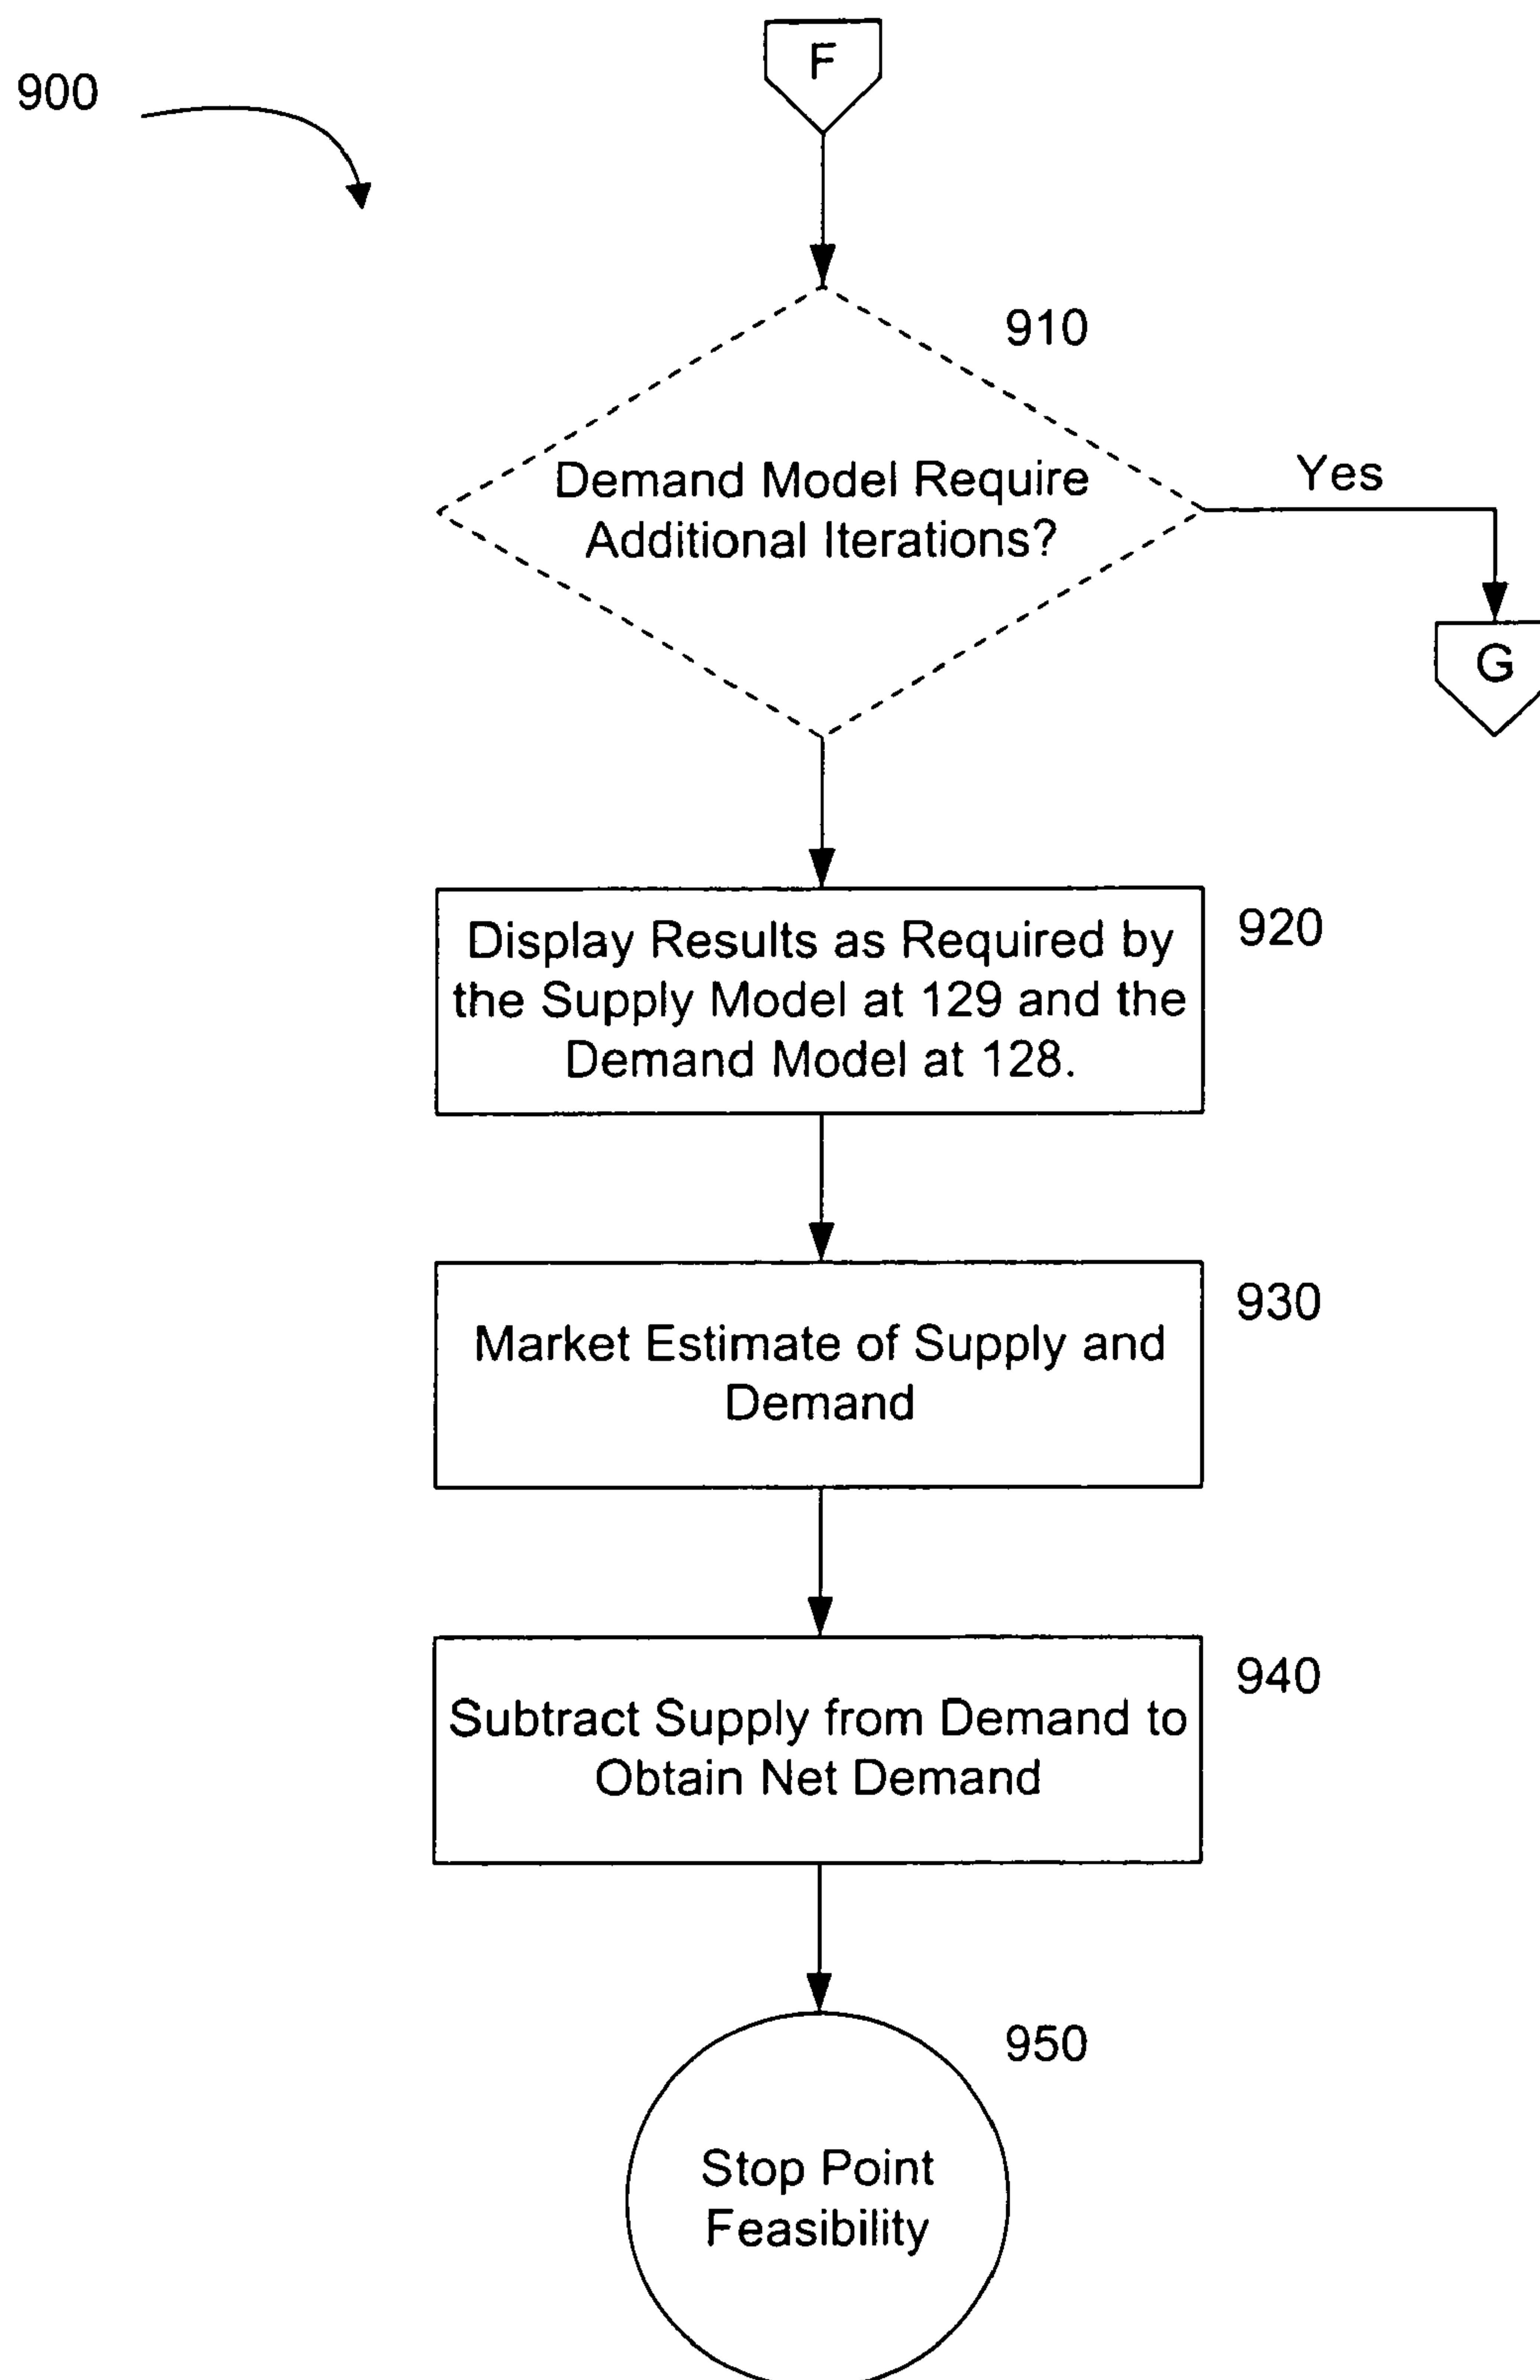 F
900
910
Demand Model Require
Additional Iterations?
Yes
G
Display Results as Required by
the Supply Model at 129 and the
Demand Model at 128.
920
Market Estimate of Supply and
Demand
930
Subtract Supply from Demand to
Obtain Net Demand
940
950
Stop Point
Feasibility